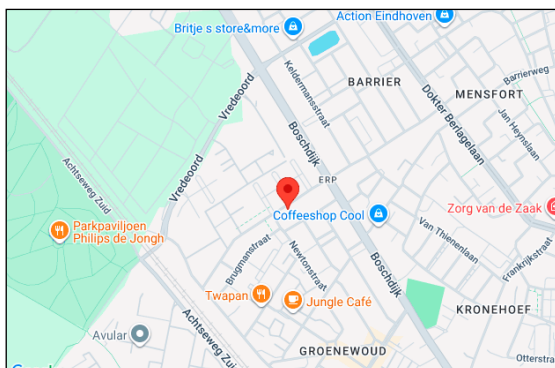 Britje s store&more
Action Eindhoven
BARRIER
Barrierweg
MENSFORT
Keldermansstraat
Vredeoord
Boschdijk
Dokter Berlagelaan
Jan Heynslaan
Achtseweg Zuid
Vredeoord
ERP
Zorg van de Zaak
Coffeeshop Cool
Parkpaviljoen
Philips de Jongh
Van Thienenlaan
Frankrijkstraat
Brugmanstraat
Newtonstraat
Boschdijk
Twapan
Jungle Café
KRONEHOEF
Avular
Achtseweg Zuid
GROENEWOUD
Otterstra